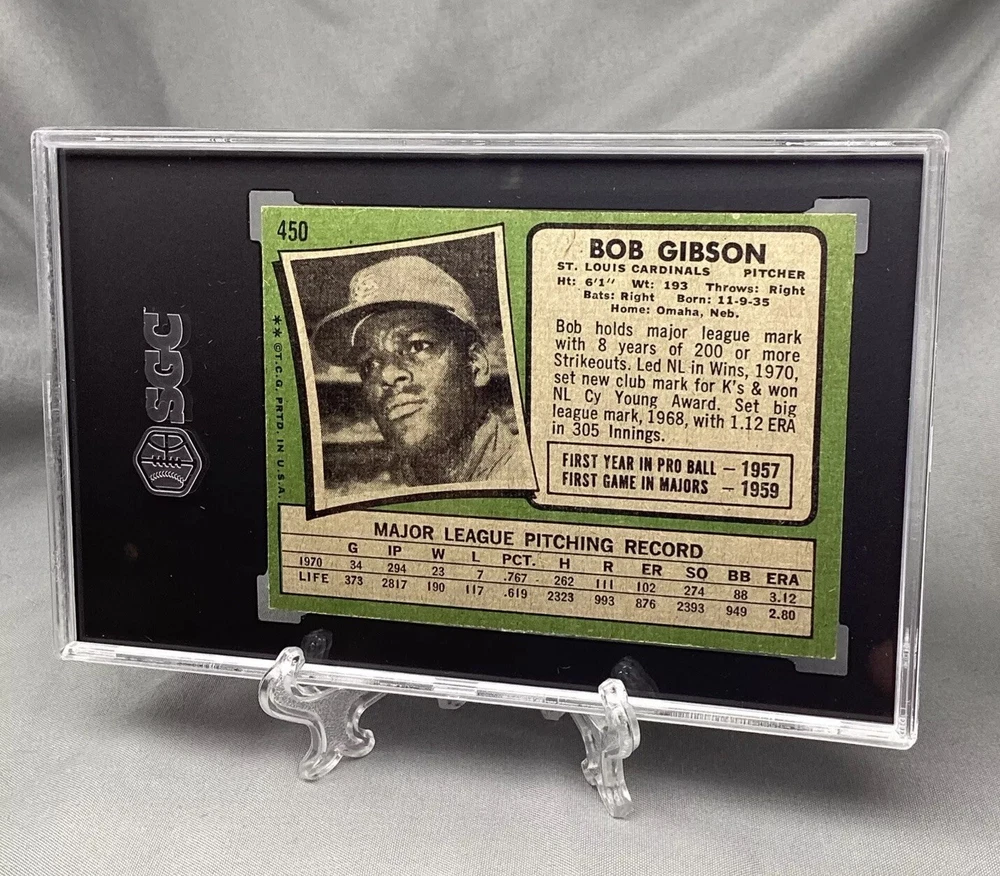 SGC
450
** ©T.C.G. PRTD. IN U.S.A.
BOB GIBSON
ST. LOUIS CARDINALS PITCHER
Ht: 6'1" Wt: 193 Throws: Right
Bats: Right Born: 11-9-35
Home: Omaha, Neb.
Bob holds major league mark
with 8 years of 200 or more
Strikeouts. Led NL in Wins, 1970,
set new club mark for K's & won
NL Cy Young Award. Set big
league mark, 1968, with 1.12 ERA
in 305 Innings.
FIRST YEAR IN PRO BALL – 1957
FIRST GAME IN MAJORS – 1959
MAJOR LEAGUE PITCHING RECORD
G IP W L PCT. H R ER SO BB ERA
1970 34 294 23 7 .767 262 111 102 274 88 3.12
LIFE 373 2817 190 117 .619 2323 993 876 2393 949 2.80